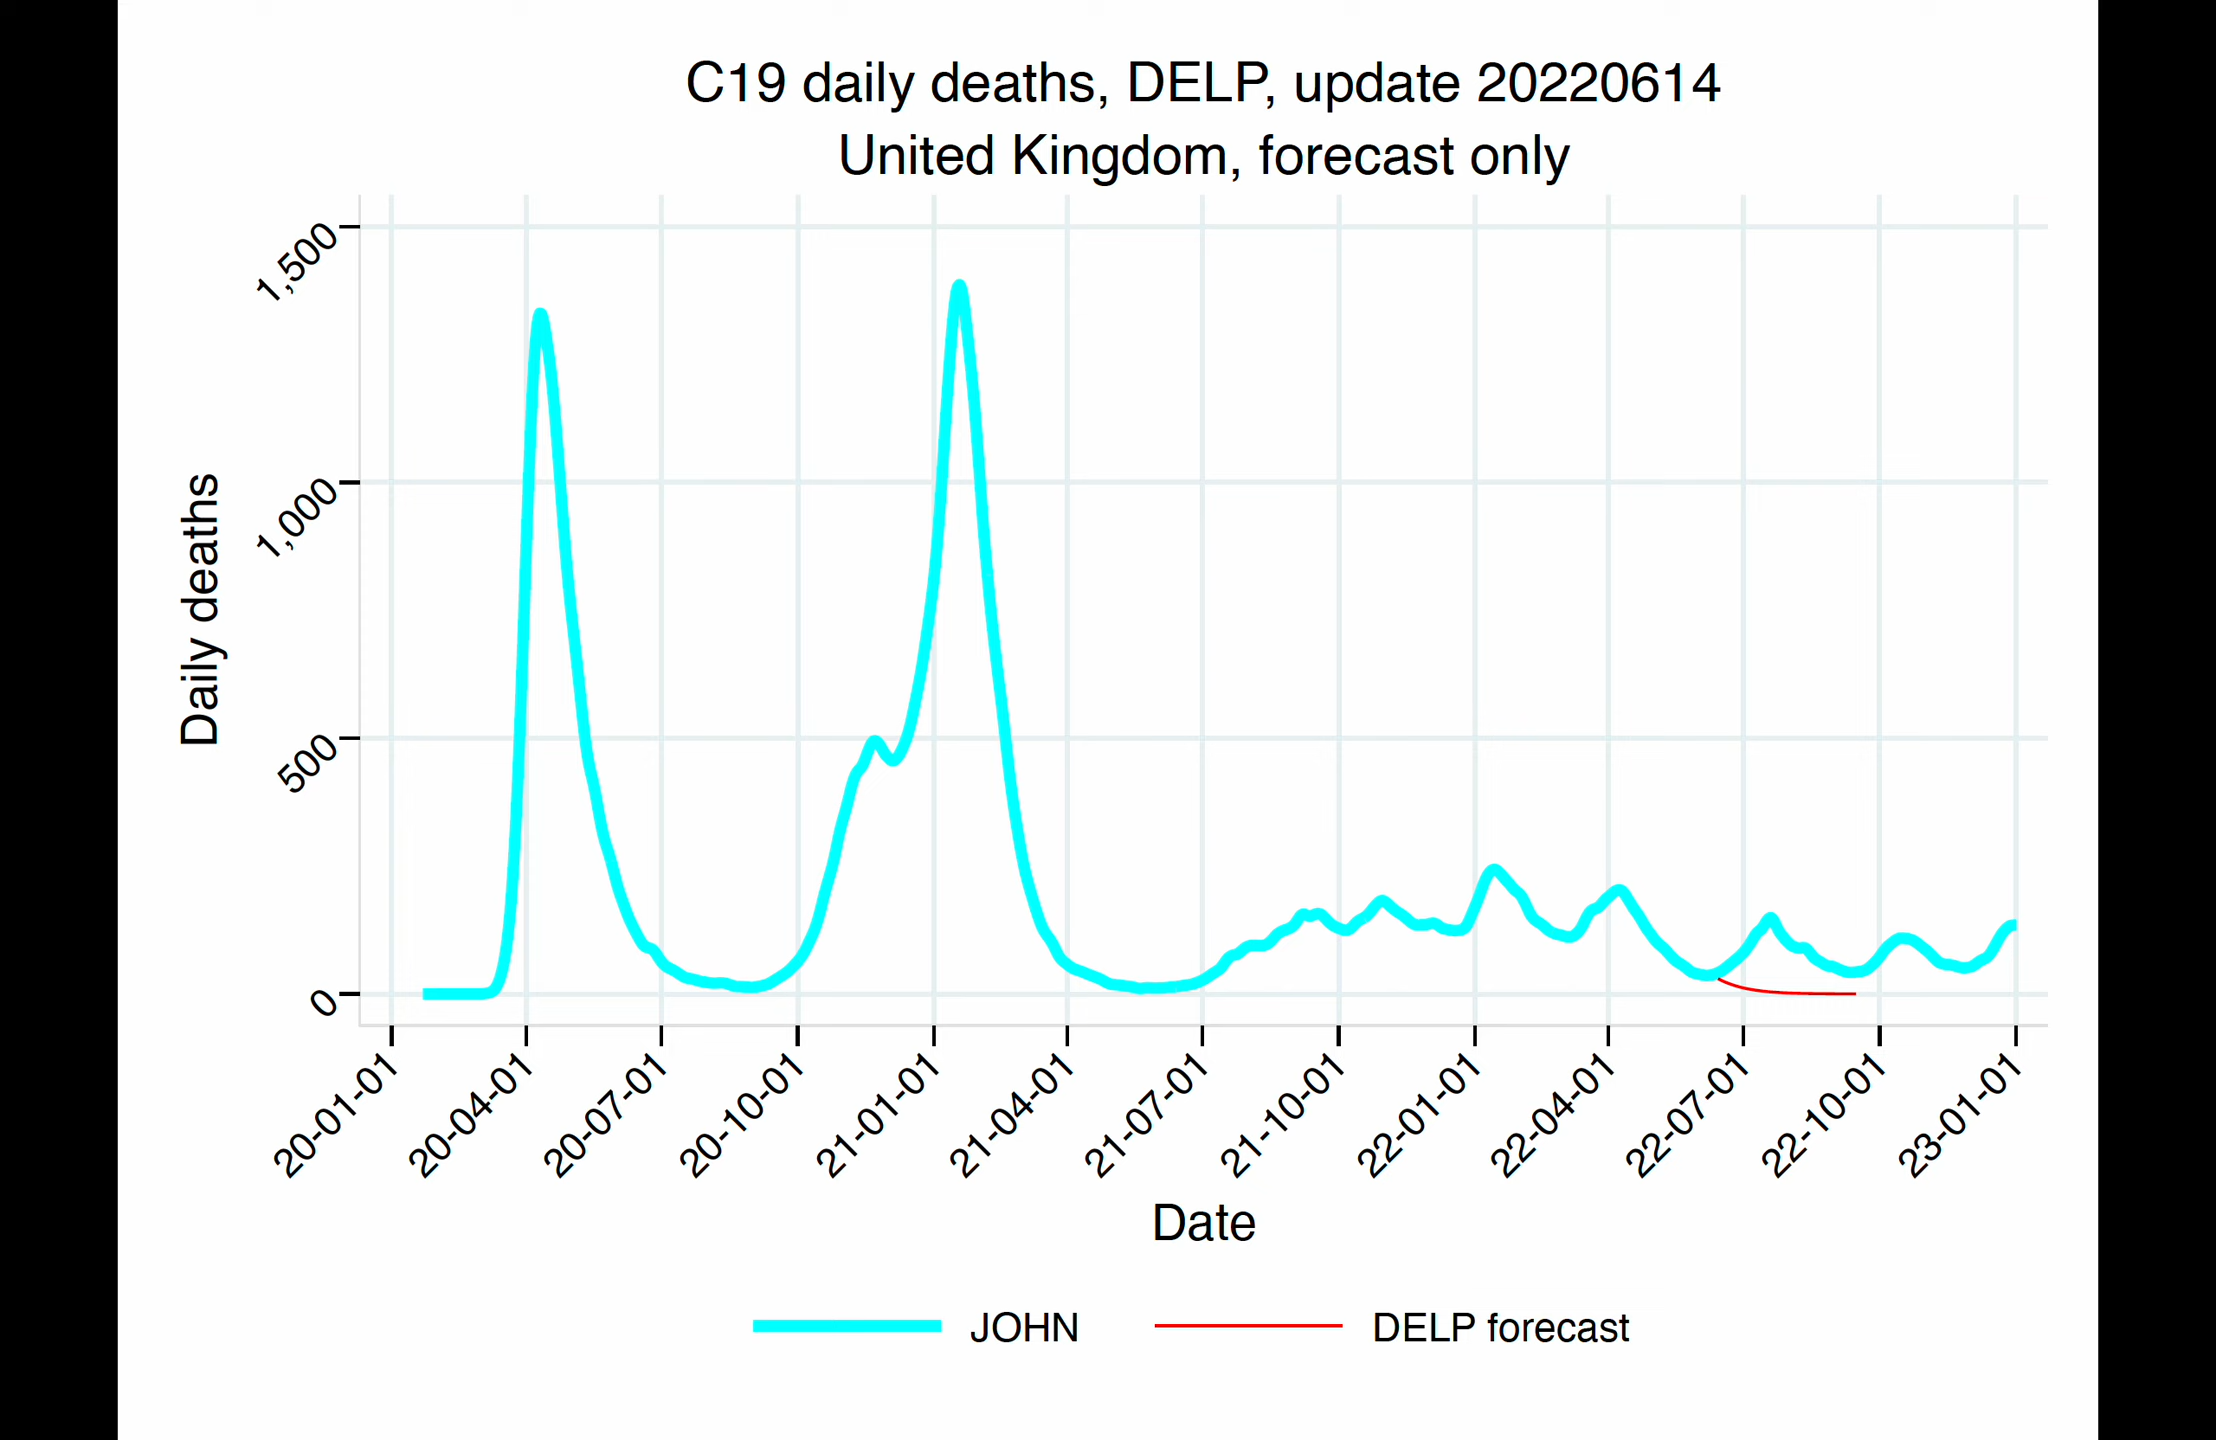 C19 daily deaths, DELP, update 20220614
United Kingdom, forecast only
Daily deaths
1,500
1,000
500
0
20-01-01
20-04-01
20-07-01
20-10-01
21-01-01
21-04-01
21-07-01
21-10-01
22-01-01
22-04-01
22-07-01
22-10-01
23-01-01
Date
JOHN
DELP forecast